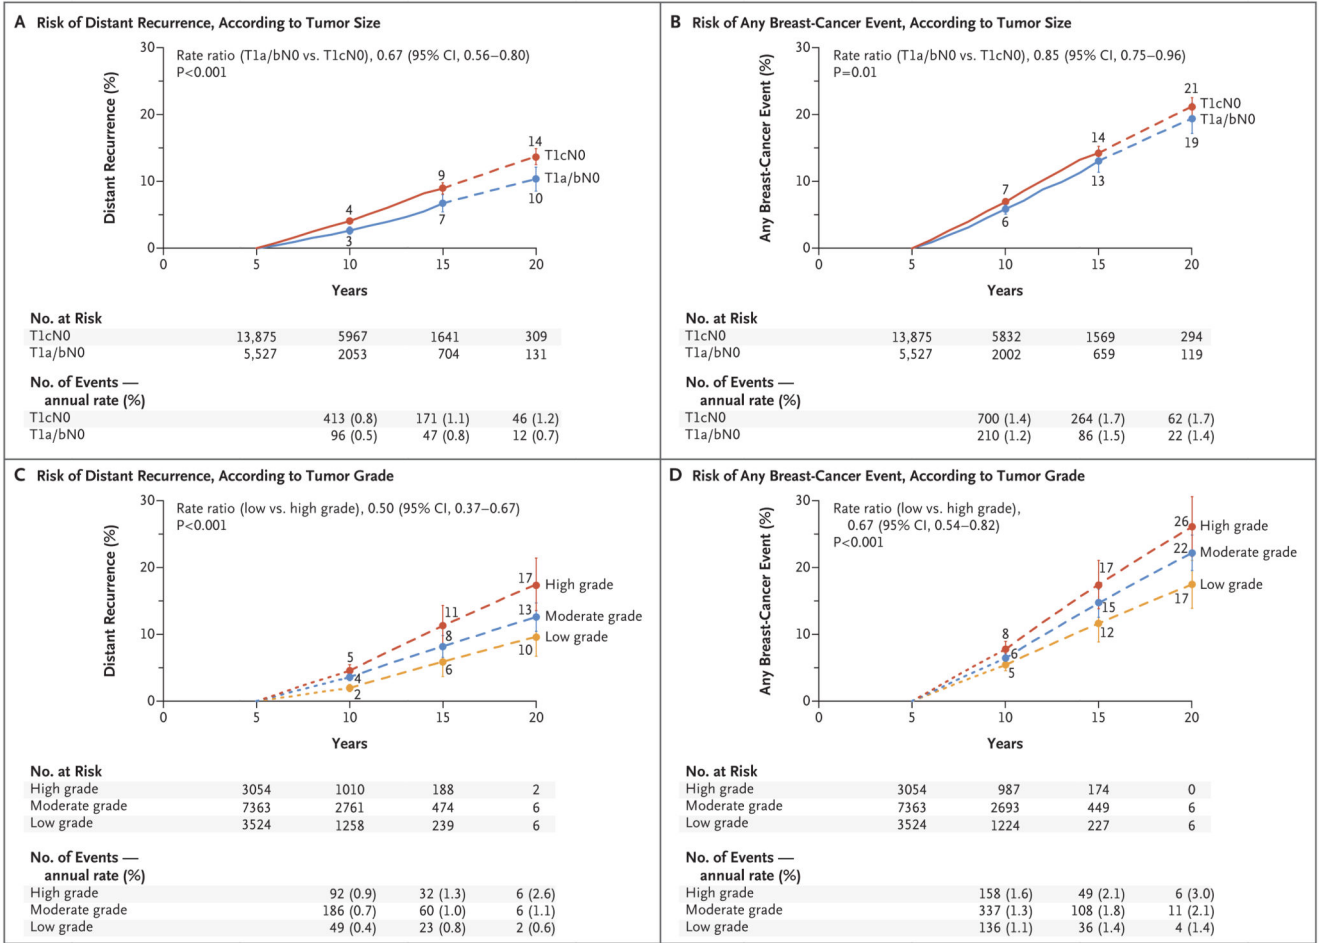 A Risk of Distant Recurrence, According to Tumor Size
30
20
10
0
Distant Recurrence (%)
Rate ratio (T1a/bN0 vs. T1cN0), 0.67 (95% CI, 0.56–0.80)
P<0.001
14
T1cN0
9
4
T1a/bN0
10
7
3
0 5 10 15 20
Years
No. at Risk
T1cN0 13,875 5967 1641 309
T1a/bN0 5,527 2053 704 131
No. of Events —
annual rate (%)
T1cN0 413 (0.8) 171 (1.1) 46 (1.2)
T1a/bN0 96 (0.5) 47 (0.8) 12 (0.7)
B Risk of Any Breast-Cancer Event, According to Tumor Size
30
20
10
0
Any Breast-Cancer Event (%)
Rate ratio (T1a/bN0 vs. T1cN0), 0.85 (95% CI, 0.75–0.96)
P=0.01
21
T1cN0
T1a/bN0
19
14
13
7
6
0 5 10 15 20
Years
No. at Risk
T1cN0 13,875 5832 1569 294
T1a/bN0 5,527 2002 659 119
No. of Events —
annual rate (%)
T1cN0 700 (1.4) 264 (1.7) 62 (1.7)
T1a/bN0 210 (1.2) 86 (1.5) 22 (1.4)
C Risk of Distant Recurrence, According to Tumor Grade
30
20
10
0
Distant Recurrence (%)
Rate ratio (low vs. high grade), 0.50 (95% CI, 0.37–0.67)
P<0.001
17 High grade
13 Moderate grade
10 Low grade
11
8
6
5
4
2
0 5 10 15 20
Years
No. at Risk
High grade 3054 1010 188 2
Moderate grade 7363 2761 474 6
Low grade 3524 1258 239 6
No. of Events —
annual rate (%)
High grade 92 (0.9) 32 (1.3) 6 (2.6)
Moderate grade 186 (0.7) 60 (1.0) 6 (1.1)
Low grade 49 (0.4) 23 (0.8) 2 (0.6)
D Risk of Any Breast-Cancer Event, According to Tumor Grade
30
20
10
0
Any Breast-Cancer Event (%)
Rate ratio (low vs. high grade),
0.67 (95% CI, 0.54–0.82)
P<0.001
26 High grade
22 Moderate grade
17 Low grade
17
15
12
8
6
5
0 5 10 15 20
Years
No. at Risk
High grade 3054 987 174 0
Moderate grade 7363 2693 449 6
Low grade 3524 1224 227 6
No. of Events —
annual rate (%)
High grade 158 (1.6) 49 (2.1) 6 (3.0)
Moderate grade 337 (1.3) 108 (1.8) 11 (2.1)
Low grade 136 (1.1) 36 (1.4) 4 (1.4)